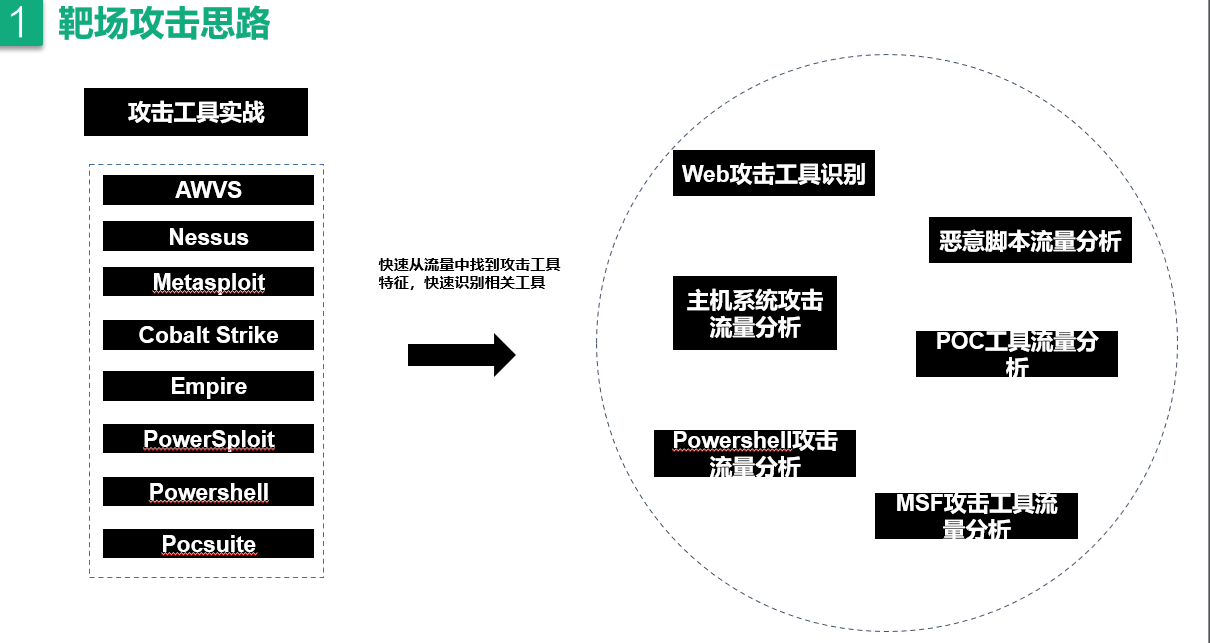 1
靶场攻击思路
攻击工具实战
AWVS
Nessus
Metasploit
Cobalt Strike
Empire
PowerSploit
Powershell
Pocsuite
快速从流量中找到攻击工具
特征，快速识别相关工具
Web攻击工具识别
恶意脚本流量分析
主机系统攻击
流量分析
POC工具流量分
析
Powershell攻击
流量分析
MSF攻击工具流
量分析